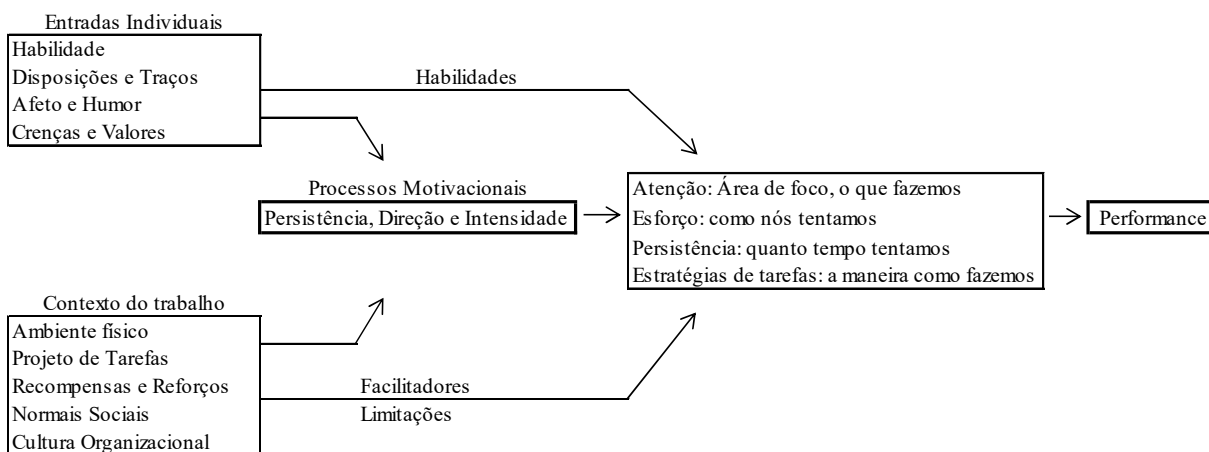 Entradas Individuais
Habilidade
Disposições e Traços
Afeto e Humor
Crenças e Valores
Habilidades
Processos Motivacionais
Persistência, Direção e Intensidade
Atenção: Área de foco, o que fazemos
Esforço: como nós tentamos
Persistência: quanto tempo tentamos
Estratégias de tarefas: a maneira como fazemos
Performance
Contexto do trabalho
Ambiente físico
Projeto de Tarefas
Recompensas e Reforços
Normais Sociais
Cultura Organizacional
Facilitadores
Limitações